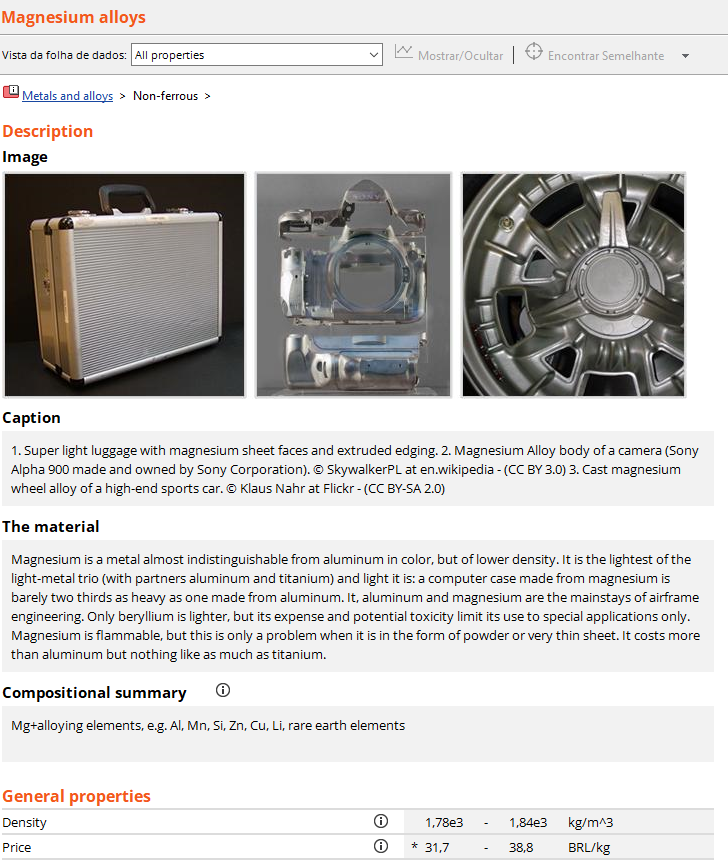 Magnesium alloys
Vista da folha de dados: All properties Mostrar/Ocultar Encontrar Semelhante
Metals and alloys > Non-ferrous >
Description
Image
SONY
Caption
1. Super light luggage with magnesium sheet faces and extruded edging. 2. Magnesium Alloy body of a camera (Sony
Alpha 900 made and owned by Sony Corporation). © SkywalkerPL at en.wikipedia - (CC BY 3.0) 3. Cast magnesium
wheel alloy of a high-end sports car. © Klaus Nahr at Flickr - (CC BY-SA 2.0)
The material
Magnesium is a metal almost indistinguishable from aluminum in color, but of lower density. It is the lightest of the
light-metal trio (with partners aluminum and titanium) and light it is: a computer case made from magnesium is
barely two thirds as heavy as one made from aluminum. It, aluminum and magnesium are the mainstays of airframe
engineering. Only beryllium is lighter, but its expense and potential toxicity limit its use to special applications only.
Magnesium is flammable, but this is only a problem when it is in the form of powder or very thin sheet. It costs more
than aluminum but nothing like as much as titanium.
Compositional summary
Mg+alloying elements, e.g. Al, Mn, Si, Zn, Cu, Li, rare earth elements
General properties
Density 1,78e3 - 1,84e3 kg/m^3
Price * 31,7 - 38,8 BRL/kg